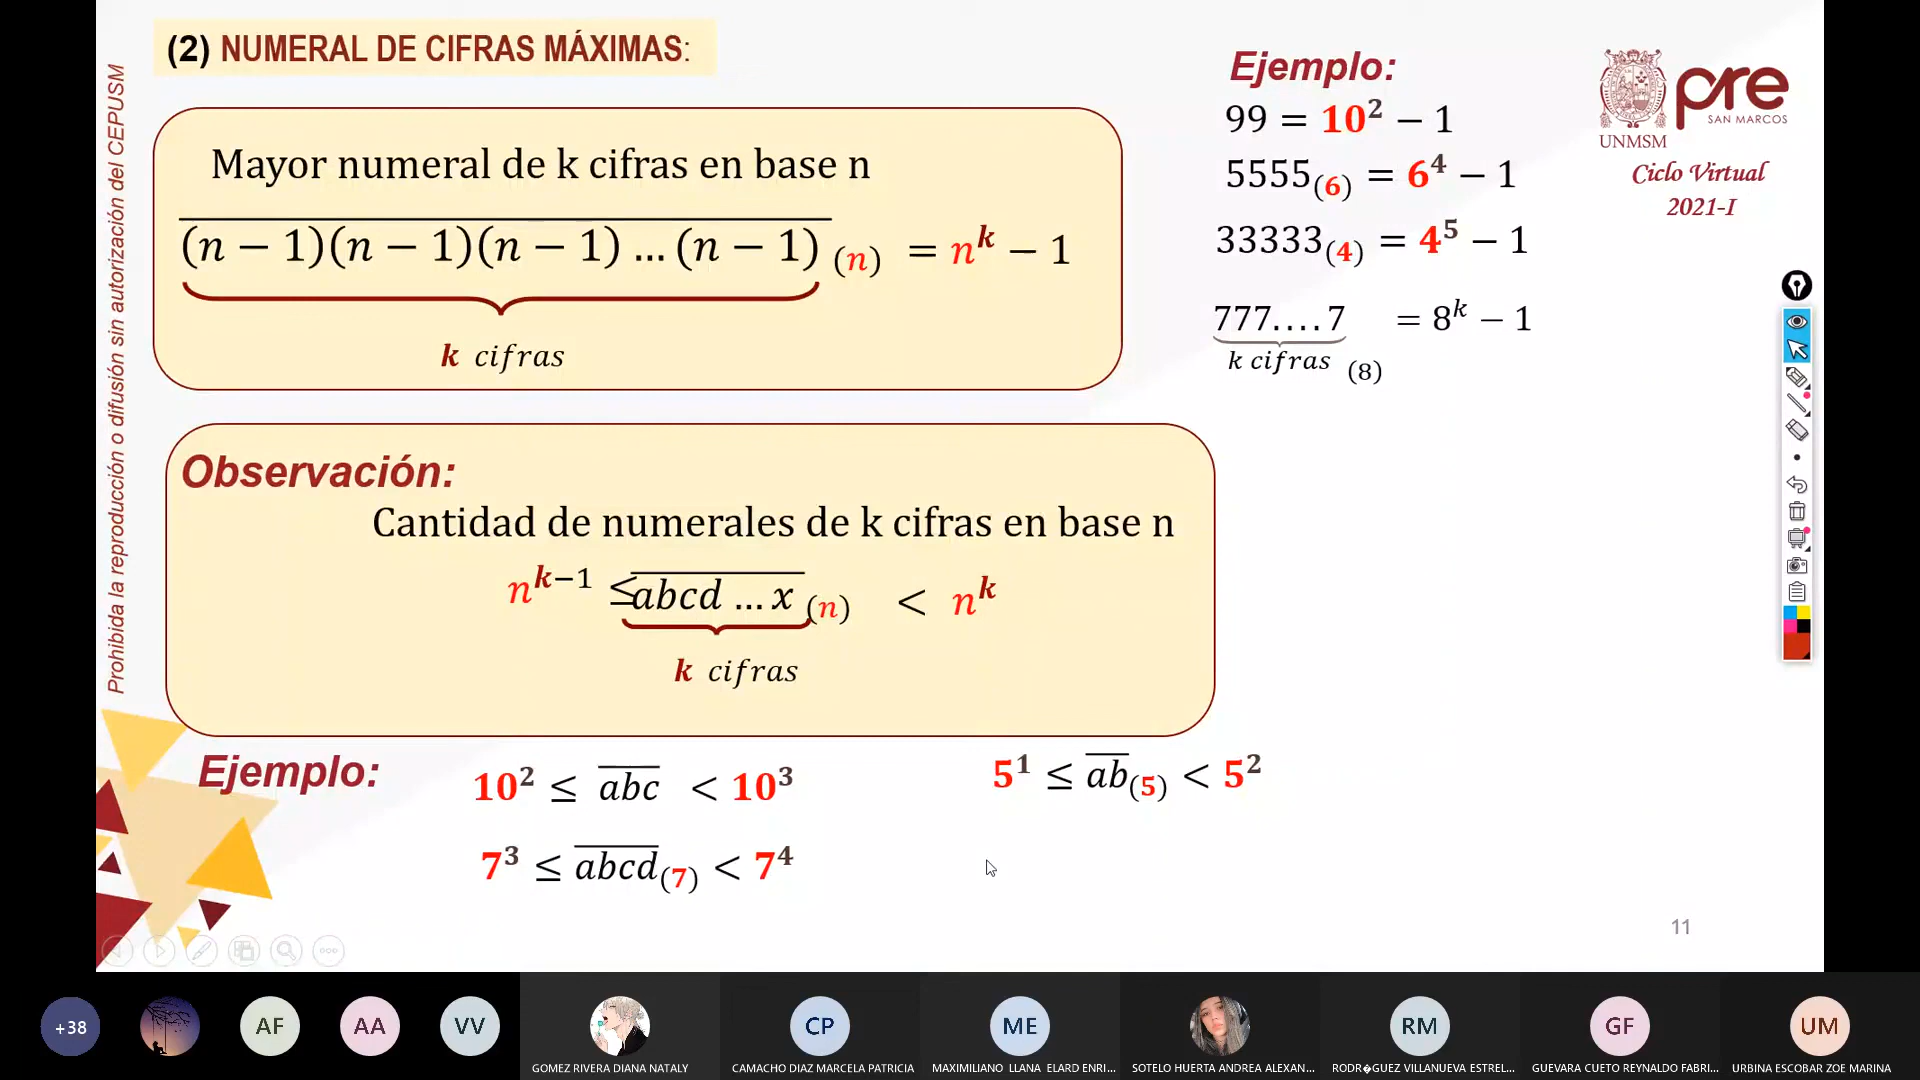 (2) NUMERAL DE CIFRAS MÁXIMAS:
Mayor numeral de k cifras en base n
(n − 1)(n − 1)(n − 1) … (n − 1) (n) = n^k − 1
k cifras
Observación:
Cantidad de numerales de k cifras en base n
n^k−1 ≤ abcd … x (n) < n^k
k cifras
Ejemplo:
10^2 ≤ abc < 10^3
5^1 ≤ ab(5) < 5^2
7^3 ≤ abcd(7) < 7^4
Ejemplo:
99 = 10^2 − 1
5555(6) = 6^4 − 1
33333(4) = 4^5 − 1
777....7 = 8^k − 1
k cifras (8)
pre
SAN MARCOS
UNMSM
Ciclo Virtual
2021-I
Prohibida la reproducción o difusión sin autorización del CEPUSM
11
+38
AF
AA
VV
CP
ME
RM
GF
UM
GOMEZ RIVERA DIANA NATALY
CAMACHO DIAZ MARCELA PATRICIA
MAXIMILIANO LLANA ELARD ENRI...
SOTELO HUERTA ANDREA ALEXAN...
RODR�GUEZ VILLANUEVA ESTREL...
GUEVARA CUETO REYNALDO FABRI...
URBINA ESCOBAR ZOE MARINA